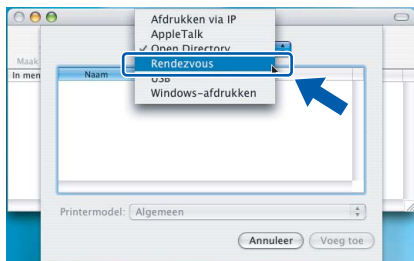 Afdrukken via IP
AppleTalk
✓ Open Directory
Maak
Rendezvous
In men
Naam
USB
Windows-afdrukken
Printermodel: Algemeen
Annuleer
Voeg toe